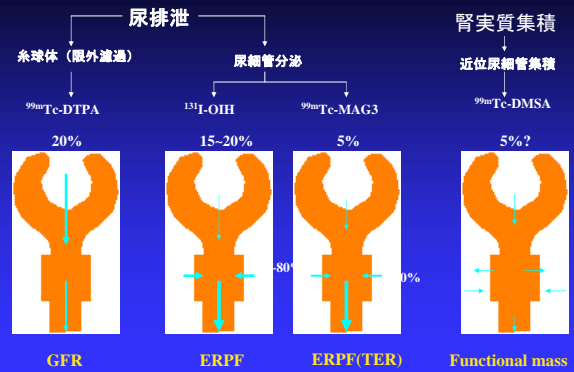 尿排泄
腎実質集積
糸球体（限外濾過）
尿細管分泌
近位尿細管集積
99mTc-DTPA
131I-OIH
99mTc-MAG3
99mTc-DMSA
20%
15~20%
5%
5%?
-80%
0%
GFR
ERPF
ERPF(TER)
Functional mass